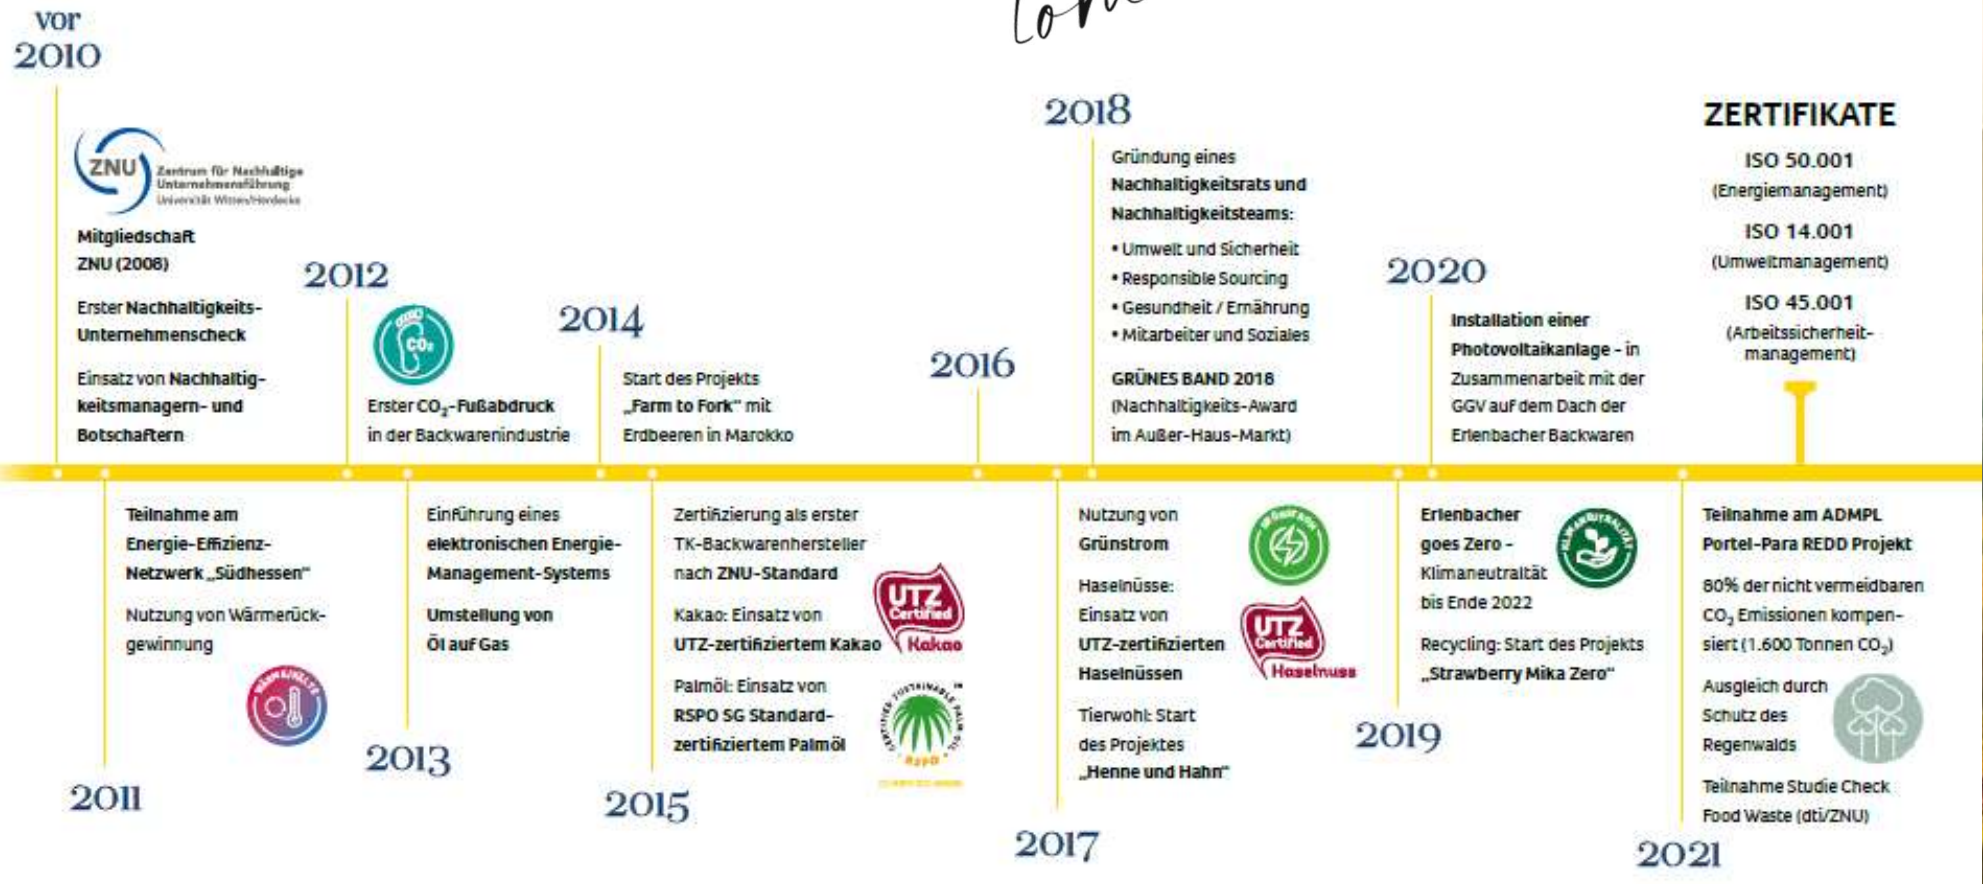 vor
2010
ZNU
Zentrum für Nachhaltige
Unternehmensführung
Universität Witten/Herdecke
Mitgliedschaft
ZNU (2008)
Erster Nachhaltigkeits-
Unternehmenscheck
Einsatz von Nachhaltig-
keitsmanagern- und
Botschaftern
2011
Teilnahme am
Energie-Effizienz-
Netzwerk „Südhessen“
Nutzung von Wärmerück-
gewinnung
2012
CO₂
Erster CO₂-Fußabdruck
in der Backwarenindustrie
2013
Einführung eines
elektronischen Energie-
Management-Systems
Umstellung von
Öl auf Gas
2014
Start des Projekts
„Farm to Fork“ mit
Erdbeeren in Marokko
2015
Zertifizierung als erster
TK-Backwarenhersteller
nach ZNU-Standard
Kakao: Einsatz von
UTZ-zertifiziertem Kakao
UTZ
Certified
Kakao
Palmöl: Einsatz von
RSPO SG Standard-
zertifiziertem Palmöl
CERTIFIED SUSTAINABLE PALM OIL
RSPO
2016
2017
Nutzung von
Grünstrom
Haselnüsse:
Einsatz von
UTZ-zertifizierten
Haselnüssen
UTZ
Certified
Haselnuss
Tierwohl: Start
des Projektes
„Henne und Hahn“
2018
Gründung eines
Nachhaltigkeitsrats und
Nachhaltigkeitsteams:
• Umwelt und Sicherheit
• Responsible Sourcing
• Gesundheit / Ernährung
• Mitarbeiter und Soziales
GRÜNES BAND 2018
(Nachhaltigkeits-Award
im Außer-Haus-Markt)
2019
Erlenbacher
goes Zero -
Klimaneutraltät
bis Ende 2022
KLIMANEUTRALITÄT
Recycling: Start des Projekts
„Strawberry Mika Zero“
2020
Installation einer
Photovoltaikanlage - in
Zusammenarbeit mit der
GGV auf dem Dach der
Erlenbacher Backwaren
2021
Teilnahme am ADMPL
Portel-Para REDD Projekt
80% der nicht vermeidbaren
CO₂ Emissionen kompen-
siert (1.600 Tonnen CO₂)
Ausgleich durch
Schutz des
Regenwalds
Teilnahme Studie Check
Food Waste (dti/ZNU)
ZERTIFIKATE
ISO 50.001
(Energiemanagement)
ISO 14.001
(Umweltmanagement)
ISO 45.001
(Arbeitssicherheit-
management)